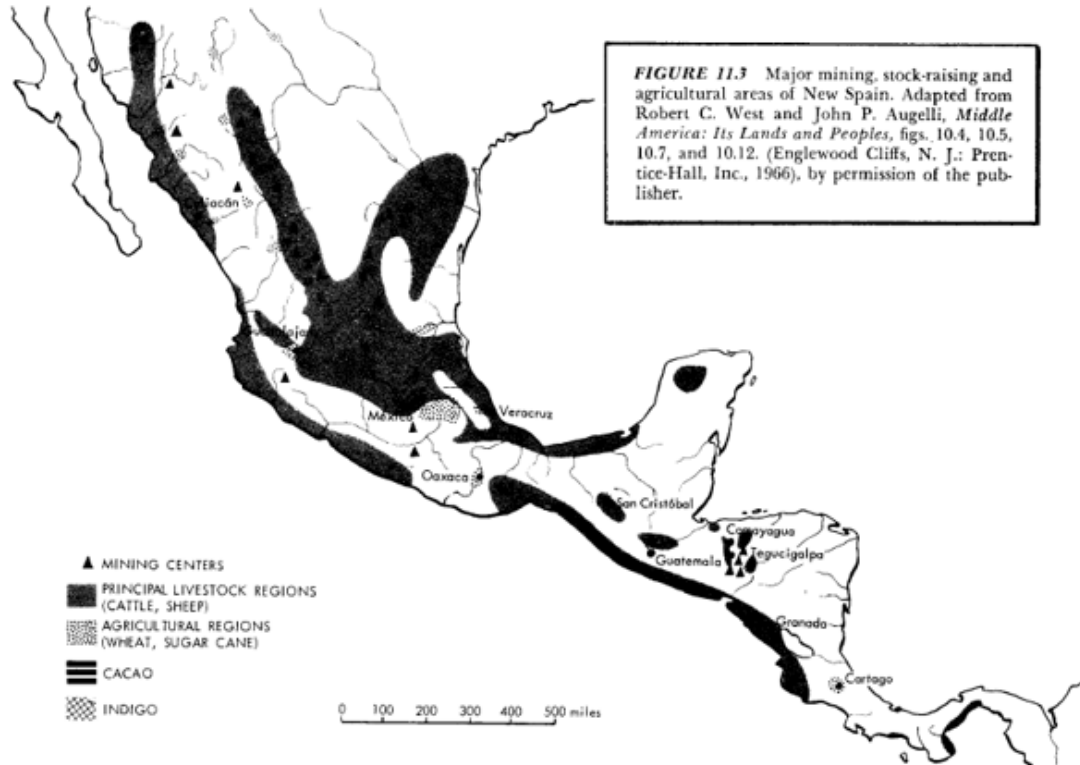 FIGURE 11.3 Major mining, stock-raising and
agricultural areas of New Spain. Adapted from
Robert C. West and John P. Augelli, Middle
America: Its Lands and Peoples, figs. 10.4, 10.5,
10.7, and 10.12. (Englewood Cliffs, N. J.: Pren-
tice-Hall, Inc., 1966), by permission of the pub-
lisher.
Culiacán
Guadalajara
México
Veracruz
Oaxaca
San Cristóbal
Comayagua
Guatemala
Tegucigalpa
Granada
Cartago
MINING CENTERS
PRINCIPAL LIVESTOCK REGIONS
(CATTLE, SHEEP)
AGRICULTURAL REGIONS
(WHEAT, SUGAR CANE)
CACAO
INDIGO
0 100 200 300 400 500 miles